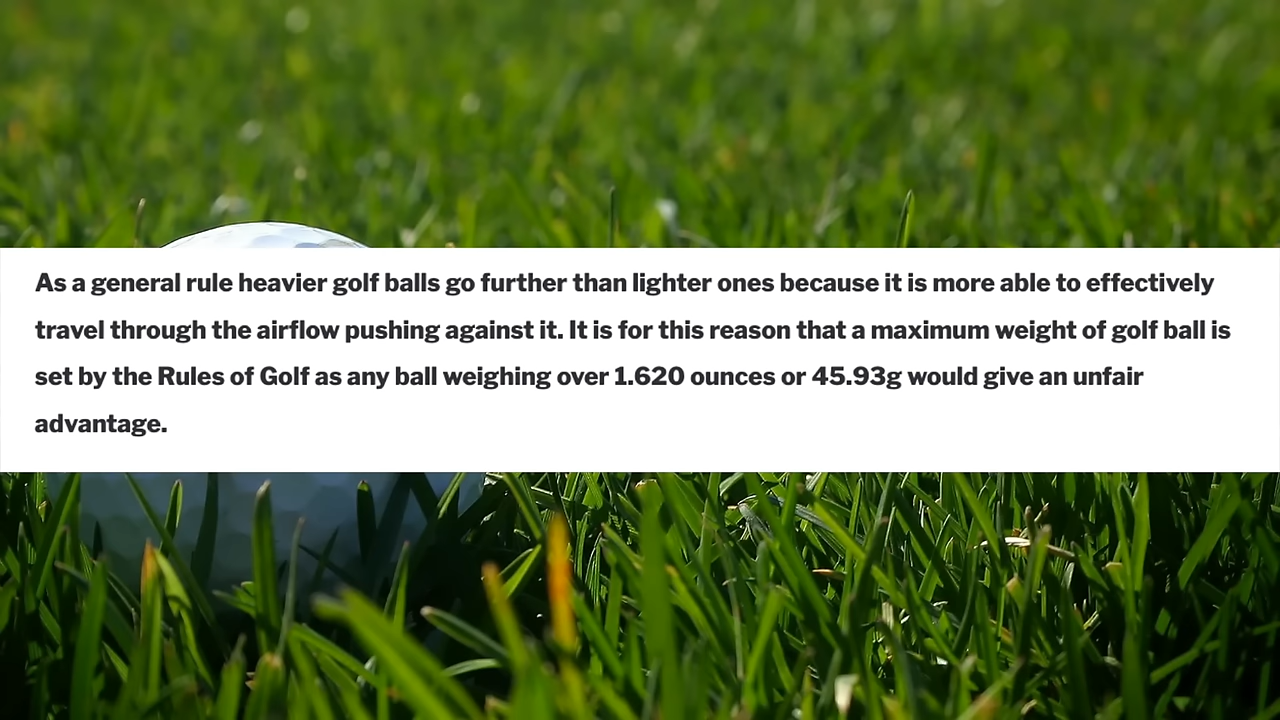 As a general rule heavier golf balls go further than lighter ones because it is more able to effectively
travel through the airflow pushing against it. It is for this reason that a maximum weight of golf ball is
set by the Rules of Golf as any ball weighing over 1.620 ounces or 45.93g would give an unfair
advantage.